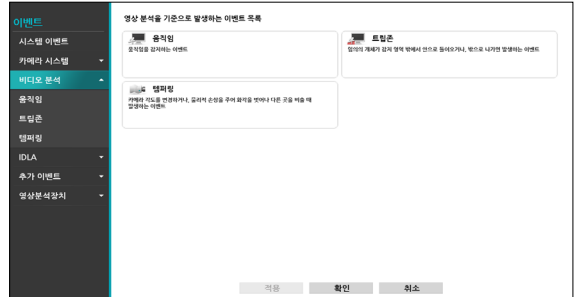 이벤트
시스템 이벤트
카메라 시스템
비디오 분석
움직임
트립존
템퍼링
IDLA
추가 이벤트
영상분석장치
영상 분석을 기준으로 발생하는 이벤트 목록
움직임
움직임을 감지하는 이벤트
트립존
임의의 개체가 감지 영역 밖에서 안으로 들어오거나, 밖으로 나가면 발생하는 이벤트
템퍼링
카메라 각도를 변경하거나, 물리적 손상을 주어 화각을 벗어나 다른 곳을 비출 때
발생하는 이벤트
적용
확인
취소